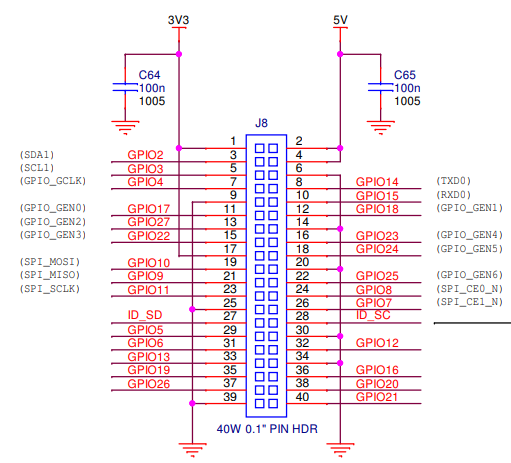 3V3 5V
C64 C65
100n 100n
1005 1005
J8
1 2
(SDA1) GPIO2 3 4
(SCL1) GPIO3 5 6
(GPIO_GCLK) GPIO4 7 8 GPIO14 (TXD0)
9 10 GPIO15 (RXD0)
(GPIO_GEN0) GPIO17 11 12 GPIO18 (GPIO_GEN1)
(GPIO_GEN2) GPIO27 13 14
(GPIO_GEN3) GPIO22 15 16 GPIO23 (GPIO_GEN4)
17 18 GPIO24 (GPIO_GEN5)
(SPI_MOSI) GPIO10 19 20
(SPI_MISO) GPIO9 21 22 GPIO25 (GPIO_GEN6)
(SPI_SCLK) GPIO11 23 24 GPIO8 (SPI_CE0_N)
25 26 GPIO7 (SPI_CE1_N)
ID_SD 27 28 ID_SC
GPIO5 29 30
GPIO6 31 32 GPIO12
GPIO13 33 34
GPIO19 35 36 GPIO16
GPIO26 37 38 GPIO20
39 40 GPIO21
40W 0.1" PIN HDR